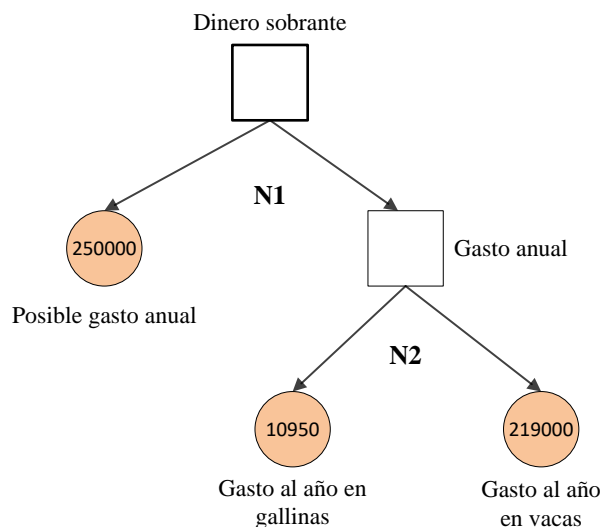 Dinero sobrante
N1
250000
Gasto anual
Posible gasto anual
N2
10950
219000
Gasto al año en
gallinas
Gasto al año
en vacas